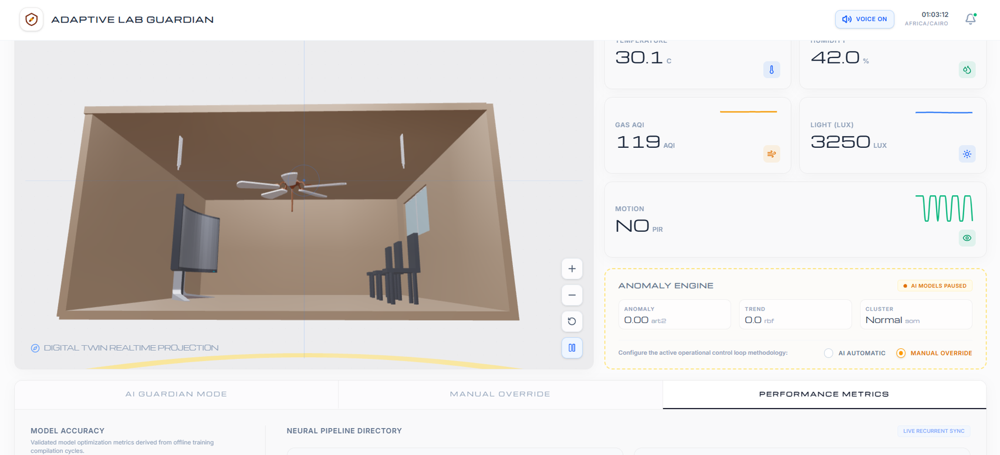 ADAPTIVE LAB GUARDIAN
VOICE ON
01:03:12
AFRICA/CAIRO
TEMPERATURE
30.1 C
HUMIDITY
42.0 %
GAS AQI
119 AQI
LIGHT (LUX)
3250 LUX
MOTION
NO PIR
ANOMALY ENGINE
AI MODELS PAUSED
ANOMALY
0.00 art2
TREND
0.0 rbf
CLUSTER
Normal som
Configure the active operational control loop methodology:
AI AUTOMATIC
MANUAL OVERRIDE
DIGITAL TWIN REALTIME PROJECTION
AI GUARDIAN MODE
MANUAL OVERRIDE
PERFORMANCE METRICS
MODEL ACCURACY
Validated model optimization metrics derived from offline training
compilation cycles.
NEURAL PIPELINE DIRECTORY
LIVE RECURRENT SYNC